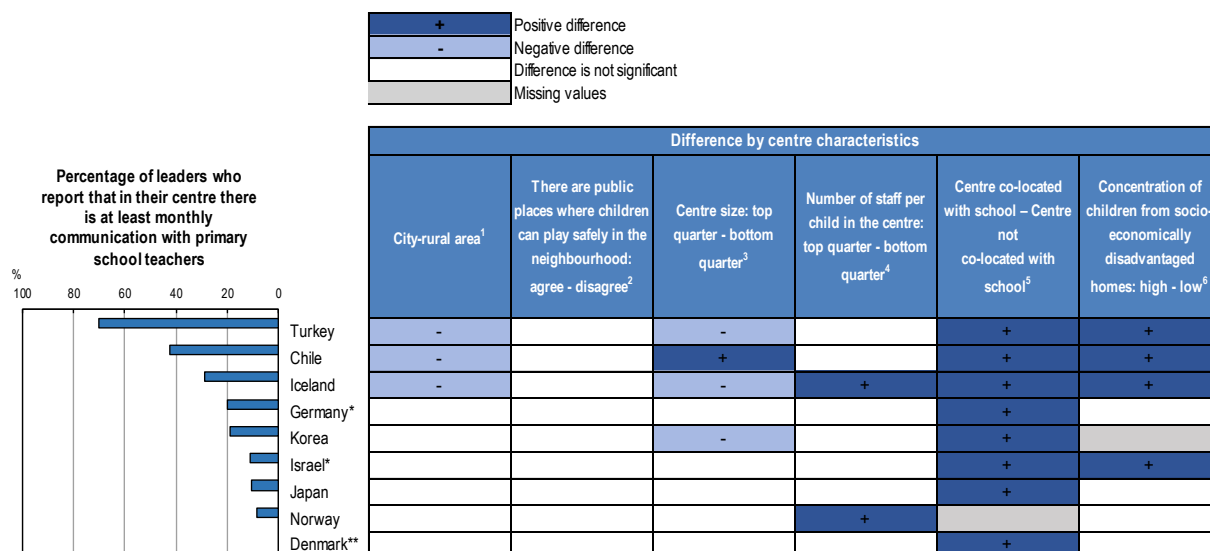 + Positive difference
- Negative difference
Difference is not significant
Missing values
Percentage of leaders who
report that in their centre there
is at least monthly
communication with primary
school teachers
%
100 80 60 40 20 0
Difference by centre characteristics
City-rural area1
There are public
places where children
can play safely in the
neighbourhood:
agree - disagree2
Centre size: top
quarter - bottom
quarter3
Number of staff per
child in the centre:
top quarter - bottom
quarter4
Centre co-located
with school – Centre
not
co-located with
school5
Concentration of
children from socio-
economically
disadvantaged
homes: high - low6
Turkey - - + +
Chile - + + +
Iceland - - + + +
Germany* +
Korea - +
Israel* + +
Japan +
Norway +
Denmark** +